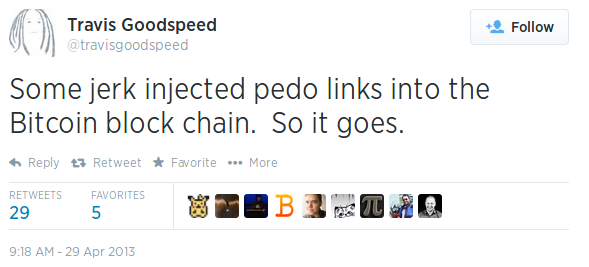 Travis Goodspeed
@travisgoodspeed
Follow
Some jerk injected pedo links into the
Bitcoin block chain.  So it goes.
Reply Retweet Favorite More
RETWEETS FAVORITES
29 5
9:18 AM - 29 Apr 2013